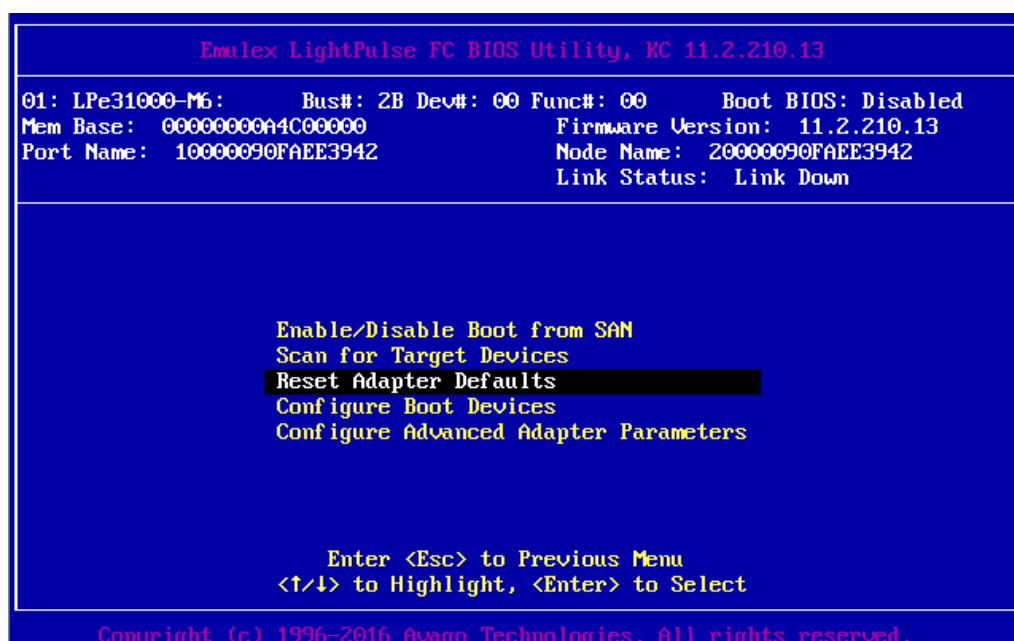 Emulex LightPulse FC BIOS Utility, KC 11.2.210.13
01: LPe31000-M6: Bus#: 2B Dev#: 00 Func#: 00 Boot BIOS: Disabled
Mem Base: 00000000A4C00000 Firmware Version: 11.2.210.13
Port Name: 10000090FAEE3942 Node Name: 20000090FAEE3942
Link Status: Link Down
Enable/Disable Boot from SAN
Scan for Target Devices
Reset Adapter Defaults
Configure Boot Devices
Configure Advanced Adapter Parameters
Enter <Esc> to Previous Menu
<↑/↓> to Highlight, <Enter> to Select
Copyright (c) 1996-2016 Avago Technologies. All rights reserved.